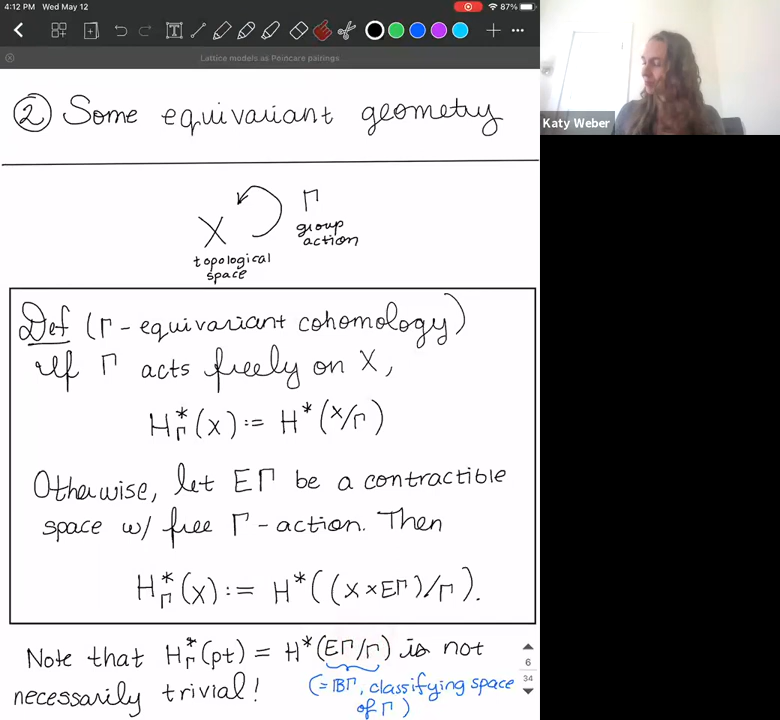 4:12 PM Wed May 12
87%
Lattice models as Poincare pairings
② Some equivariant geometry
X Γ
topological space
group action
Def (Γ-equivariant cohomology)
If Γ acts freely on X,
H*_Γ(X) := H*(X/Γ)
Otherwise, let EΓ be a contractible
space w/ free Γ-action. Then
H*_Γ(X) := H*((X×EΓ)/Γ).
Note that H*_Γ(pt) = H*(EΓ/Γ) is not
necessarily trivial!
(=BΓ, classifying space
of Γ)
6
34
Katy Weber